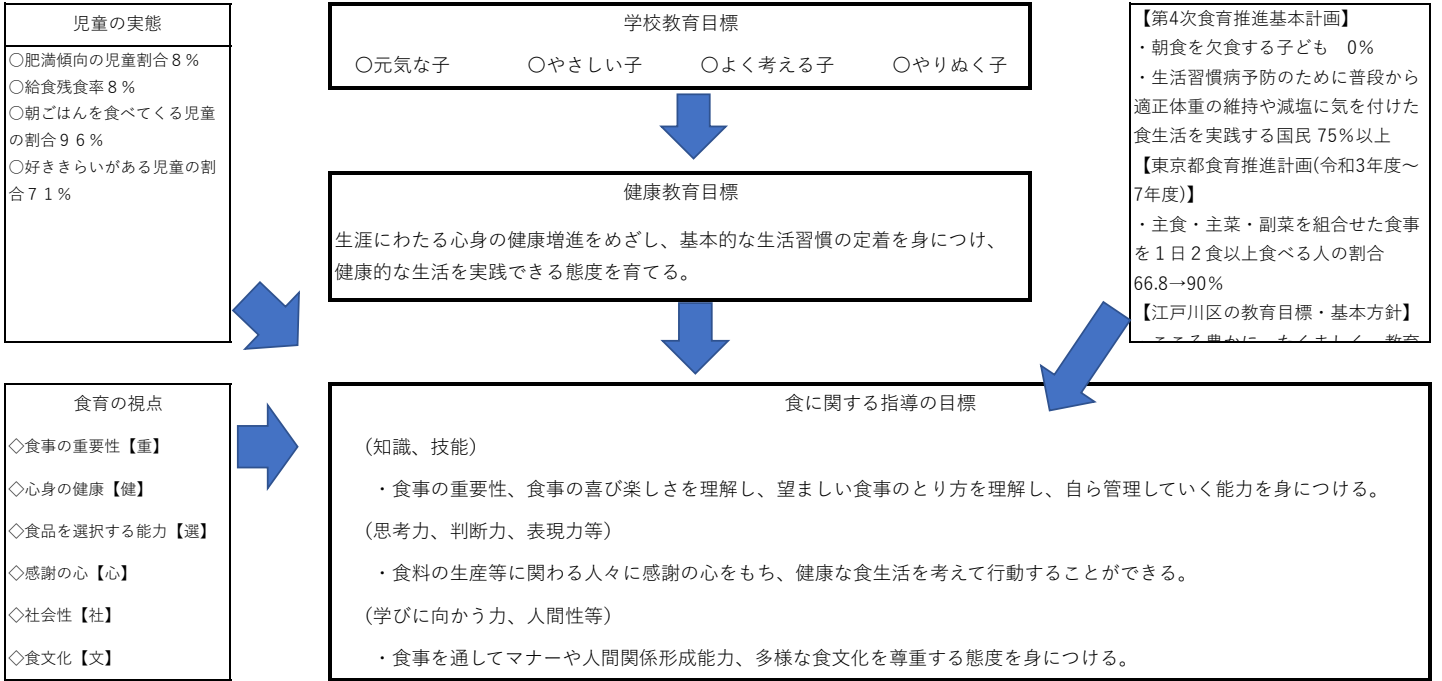 児童の実態
〇肥満傾向の児童割合８％
〇給食残食率８％
〇朝ごはんを食べてくる児童
の割合９６％
〇好ききらいがある児童の割
合７１％
学校教育目標
〇元気な子　〇やさしい子　〇よく考える子　〇やりぬく子
【第4次食育推進基本計画】
・朝食を欠食する子ども　0%
・生活習慣病予防のために普段から
適正体重の維持や減塩に気を付けた
食生活を実践する国民 75%以上
【東京都食育推進計画(令和3年度～
7年度)】
・主食・主菜・副菜を組合せた食事
を１日２食以上食べる人の割合
66.8→90%
【江戸川区の教育目標・基本方針】
健康教育目標
生涯にわたる心身の健康増進をめざし、基本的な生活習慣の定着を身につけ、
健康的な生活を実践できる態度を育てる。
食育の視点
◇食事の重要性【重】
◇心身の健康【健】
◇食品を選択する能力【選】
◇感謝の心【心】
◇社会性【社】
◇食文化【文】
食に関する指導の目標
(知識、技能)
・食事の重要性、食事の喜び楽しさを理解し、望ましい食事のとり方を理解し、自ら管理していく能力を身につける。
(思考力、判断力、表現力等)
・食料の生産等に関わる人々に感謝の心をもち、健康な食生活を考えて行動することができる。
(学びに向かう力、人間性等)
・食事を通してマナーや人間関係形成能力、多様な食文化を尊重する態度を身につける。